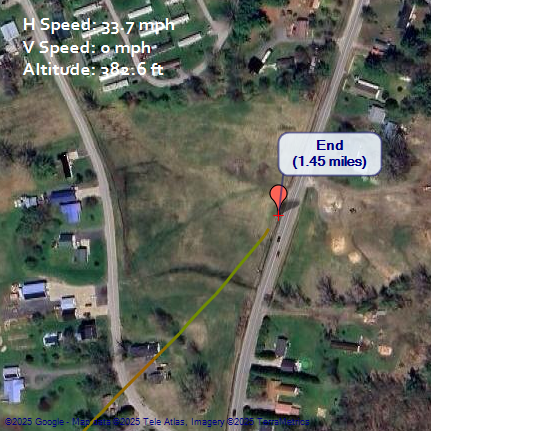 H Speed: 33.7 mph
V Speed: 0 mph
Altitude: 382.6 ft
End
(1.45 miles)
©2025 Google - Map data ©2025 Tele Atlas, Imagery ©2025 TerraMetrics